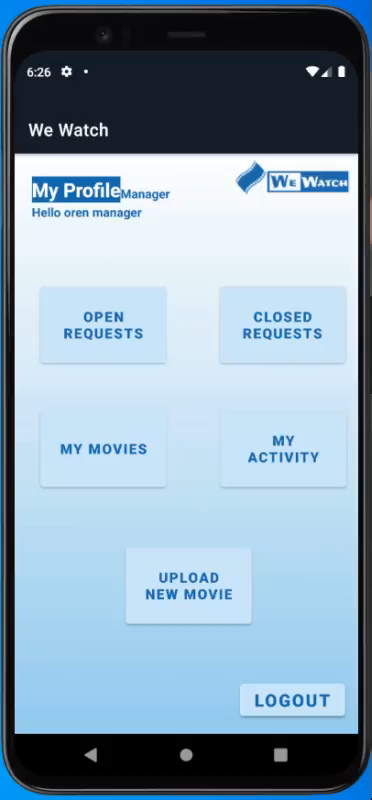 6:26
We Watch
My Profile Manager
WE WATCH
Hello oren manager
OPEN
REQUESTS
CLOSED
REQUESTS
MY MOVIES
MY
ACTIVITY
UPLOAD
NEW MOVIE
LOGOUT